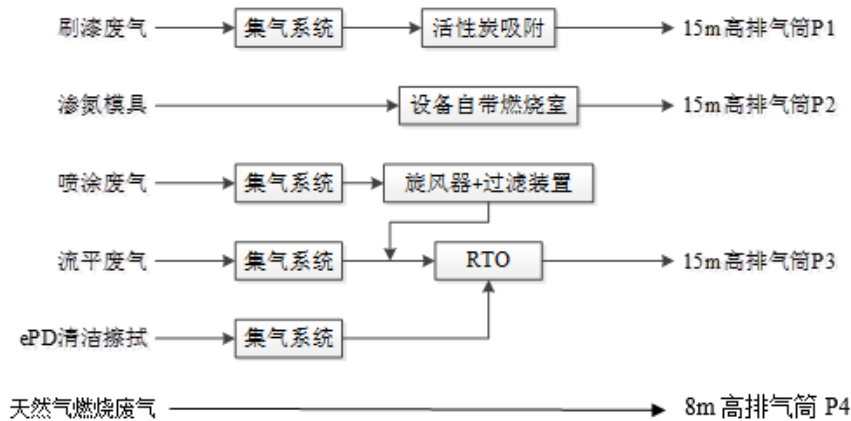 刷漆废气 集气系统 活性炭吸附 15m高排气筒P1
渗氮模具 设备自带燃烧室 15m高排气筒P2
喷涂废气 集气系统 旋风器+过滤装置
流平废气 集气系统 RTO 15m高排气筒P3
ePD清洁擦拭 集气系统
天然气燃烧废气 8m高排气筒 P4